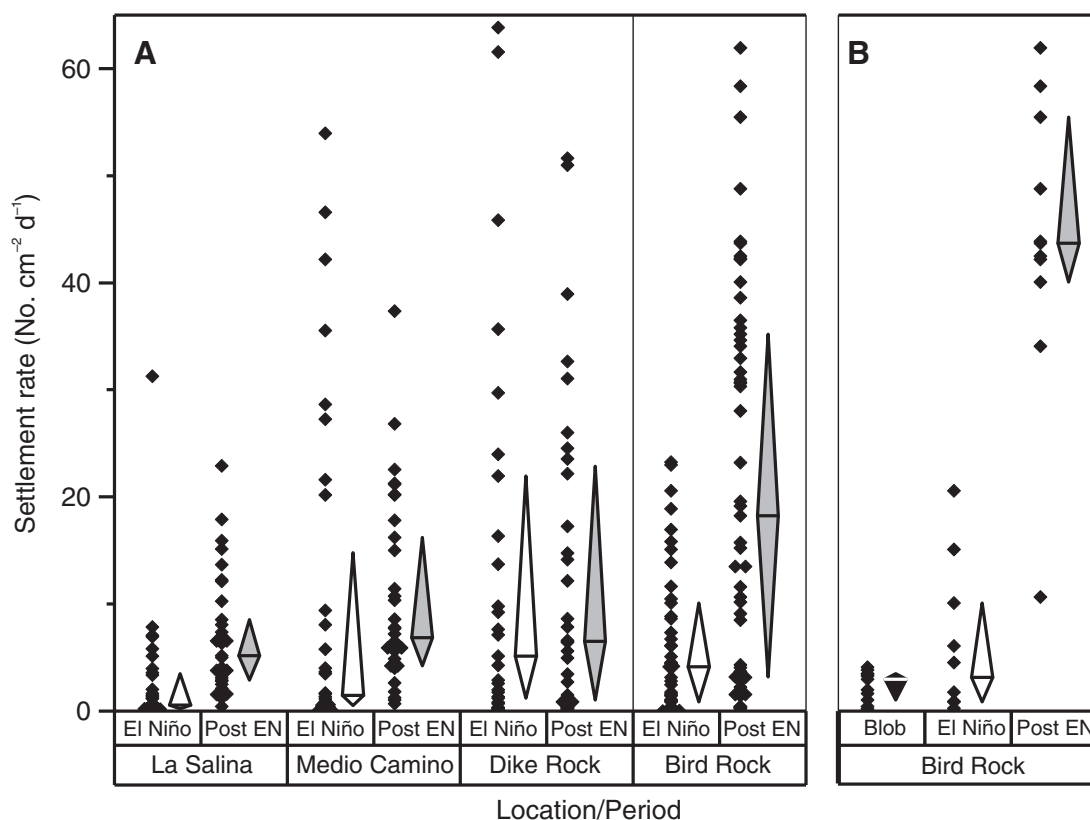 A
B
60
40
20
0
Settlement rate (No. cm⁻² d⁻¹)
El Niño Post EN El Niño Post EN El Niño Post EN El Niño Post EN
La Salina Medio Camino Dike Rock Bird Rock
Blob El Niño Post EN
Bird Rock
Location/Period